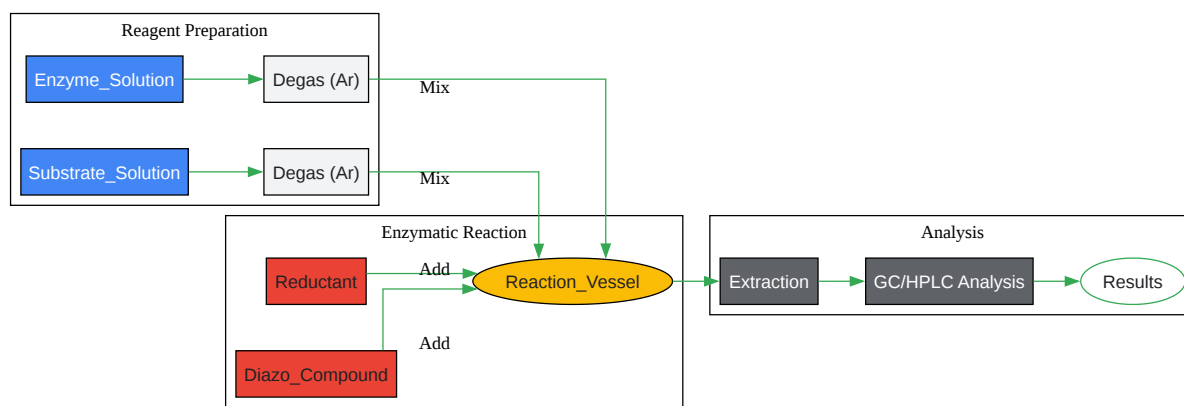 Reagent Preparation
Enzyme_Solution
Degas (Ar)
Mix
Substrate_Solution
Degas (Ar)
Mix
Enzymatic Reaction
Reductant
Add
Reaction_Vessel
Add
Diazo_Compound
Analysis
Extraction
GC/HPLC Analysis
Results